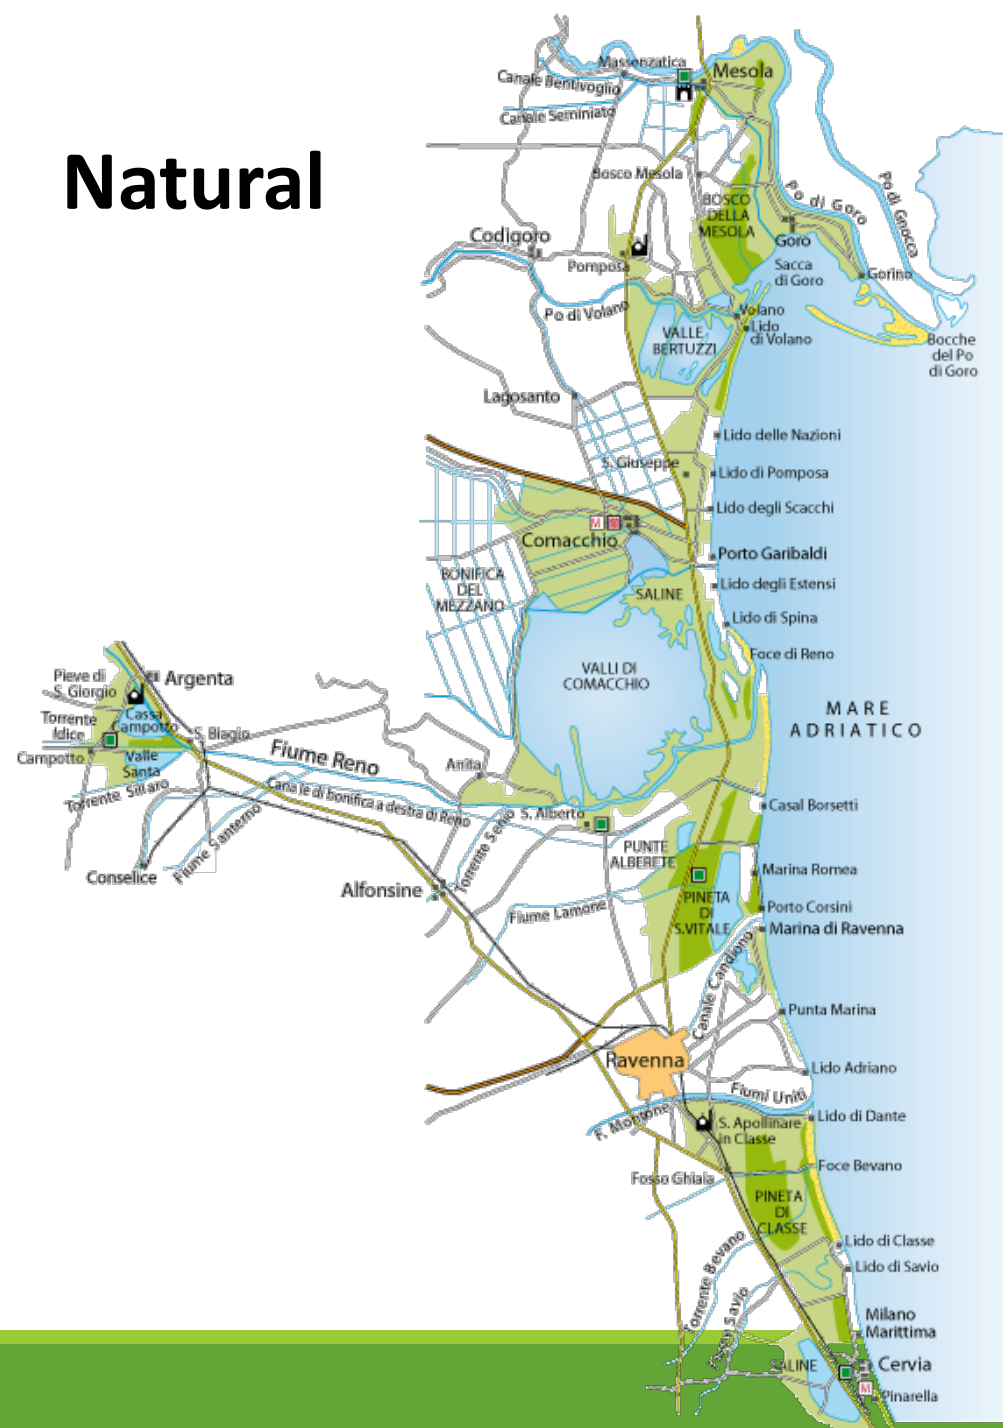 Natural
Massenzatica
Mesola
Canale Bentivoglio
Canale Seminiato
Bosco Mesola
BOSCO
DELLA
MESOLA
Po di Goro
Po di Gnocca
Codigoro
Goro
Pomposa
Sacca
di Goro
Gorino
Po di Volano
Volano
Lido
di Volano
VALLE
BERTUZZI
Bocche
del Po
di Goro
Lagosanto
Lido delle Nazioni
S. Giuseppe
Lido di Pomposa
Lido degli Scacchi
M
Comacchio
Porto Garibaldi
BONIFICA
DEL
MEZZANO
SALINE
Lido degli Estensi
Lido di Spina
Foce di Reno
VALLI DI
COMACCHIO
Pieve di
S. Giorgio
Argenta
MARE
ADRIATICO
Torrente
Idice
Cassa
Campotto
S. Biagio
Campotto
Valle
Santa
Fiume Reno
Anita
Torrente Sillaro
Canale di bonifica a destra di Reno
Casal Borsetti
S. Alberto
Fiume Santerno
Torrente Senio
PUNTE
ALBERETE
Conselice
Marina Romea
Alfonsine
PINETA
DI
S.VITALE
Fiume Lamone
Porto Corsini
Marina di Ravenna
Canale Candiano
Punta Marina
Ravenna
Lido Adriano
Fiumi Uniti
F. Montone
Lido di Dante
S. Apollinare
in Classe
Foce Bevano
Fosso Ghiaia
PINETA
DI
CLASSE
Lido di Classe
Torrente Bevano
Lido di Savio
Fiume Savio
Milano
Marittima
SALINE
Cervia
M
Pinarella